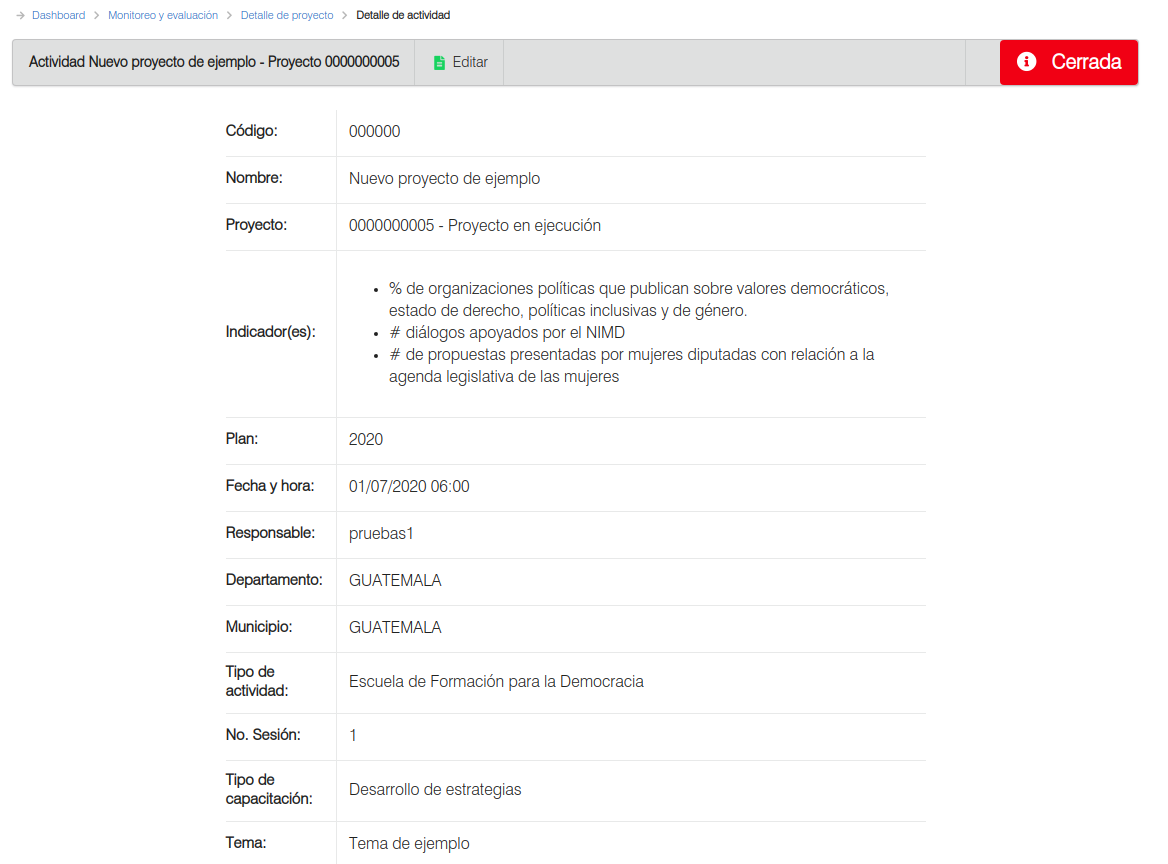 Dashboard > Monitoreo y evaluación > Detalle de proyecto > Detalle de actividad
Actividad Nuevo proyecto de ejemplo - Proyecto 0000000005 Editar Cerrada
Código: 000000
Nombre: Nuevo proyecto de ejemplo
Proyecto: 0000000005 - Proyecto en ejecución
Indicador(es):
• % de organizaciones políticas que publican sobre valores democráticos,
estado de derecho, políticas inclusivas y de género.
• # diálogos apoyados por el NIMD
• # de propuestas presentadas por mujeres diputadas con relación a la
agenda legislativa de las mujeres
Plan: 2020
Fecha y hora: 01/07/2020 06:00
Responsable: pruebas1
Departamento: GUATEMALA
Municipio: GUATEMALA
Tipo de
actividad: Escuela de Formación para la Democracia
No. Sesión: 1
Tipo de
capacitación: Desarrollo de estrategias
Tema: Tema de ejemplo